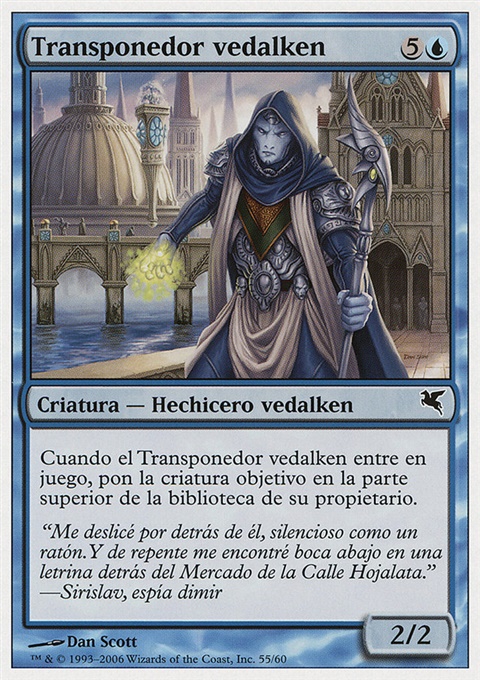 Transponedor vedalken 5
Criatura — Hechicero vedalken
Cuando el Transponedor vedalken entre en
juego, pon la criatura objetivo en la parte
superior de la biblioteca de su propietario.
“Me deslicé por detrás de él, silencioso como un
ratón. Y de repente me encontré boca abajo en una
letrina detrás del Mercado de la Calle Hojalata.”
—Sirislav, espía dimir
Dan Scott
2/2
™ & © 1993–2006 Wizards of the Coast, Inc. 55/60